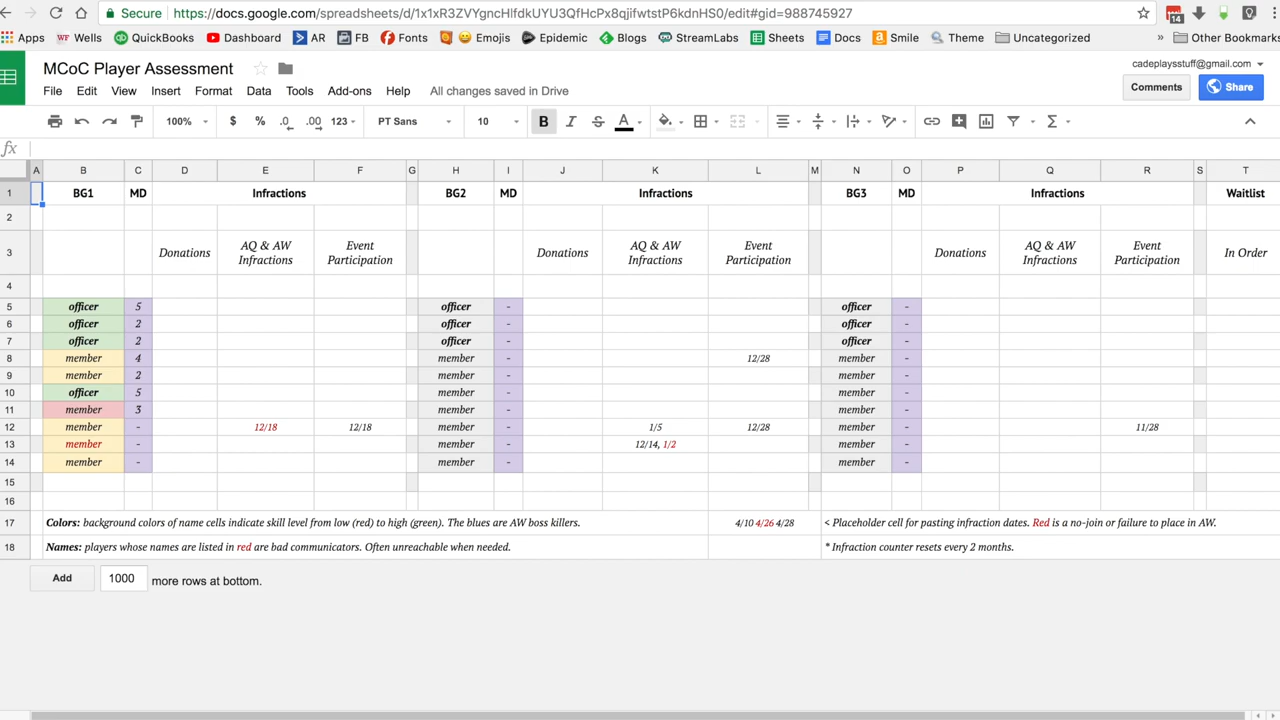 Secure https://docs.google.com/spreadsheets/d/1x1xR3ZVYgncHlfdkUYU3QfHcPx8qjifwtstP6kdnHS0/edit#gid=988745927
14
Apps Wells QuickBooks Dashboard AR FB Fonts Emojis Epidemic Blogs StreamLabs Sheets Docs Smile Theme Uncategorized » Other Bookmarks
MCoC Player Assessment
cadeplaysstuff@gmail.com
File Edit View Insert Format Data Tools Add-ons Help All changes saved in Drive
Comments Share
100% $ % .0 .00 123 PT Sans 10 B I S A Σ
fx
A B C D E F G H I J K L M N O P Q R S T
1 BG1 MD Infractions BG2 MD Infractions BG3 MD Infractions Waitlist
2
3 Donations AQ & AW Infractions Event Participation Donations AQ & AW Infractions Event Participation Donations AQ & AW Infractions Event Participation In Order
4
5 officer 5 officer - officer -
6 officer 2 officer - officer -
7 officer 2 officer - officer -
8 member 4 member - 12/28 member -
9 member 2 member - member -
10 officer 5 member - member -
11 member 3 member - member -
12 member - 12/18 12/18 member - 1/5 12/28 member - 11/28
13 member - member - 12/14, 1/2 member -
14 member - member - member -
15
16
17 Colors: background colors of name cells indicate skill level from low (red) to high (green). The blues are AW boss killers. 4/10 4/26 4/28 < Placeholder cell for pasting infraction dates. Red is a no-join or failure to place in AW.
18 Names: players whose names are listed in red are bad communicators. Often unreachable when needed. * Infraction counter resets every 2 months.
Add 1000 more rows at bottom.